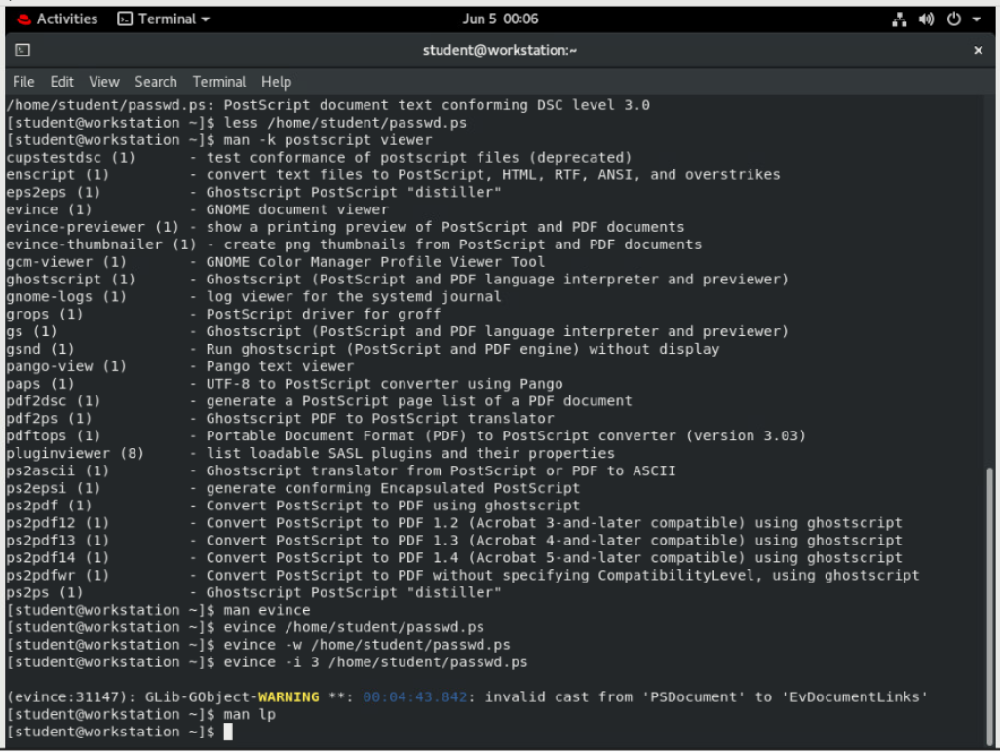 Activities Terminal Jun 5 00:06
student@workstation:~ ×
File Edit View Search Terminal Help
/home/student/passwd.ps: PostScript document text conforming DSC level 3.0
[student@workstation ~]$ less /home/student/passwd.ps
[student@workstation ~]$ man -k postscript viewer
cupstestdsc (1)      - test conformance of postscript files (deprecated)
enscript (1)         - convert text files to PostScript, HTML, RTF, ANSI, and overstrikes
eps2eps (1)          - Ghostscript PostScript "distiller"
evince (1)           - GNOME document viewer
evince-previewer (1) - show a printing preview of PostScript and PDF documents
evince-thumbnailer (1) - create png thumbnails from PostScript and PDF documents
gcm-viewer (1)       - GNOME Color Manager Profile Viewer Tool
ghostscript (1)      - Ghostscript (PostScript and PDF language interpreter and previewer)
gnome-logs (1)       - log viewer for the systemd journal
grops (1)            - PostScript driver for groff
gs (1)               - Ghostscript (PostScript and PDF language interpreter and previewer)
gsnd (1)             - Run ghostscript (PostScript and PDF engine) without display
pango-view (1)       - Pango text viewer
paps (1)             - UTF-8 to PostScript converter using Pango
pdf2dsc (1)          - generate a PostScript page list of a PDF document
pdf2ps (1)           - Ghostscript PDF to PostScript translator
pdftops (1)          - Portable Document Format (PDF) to PostScript converter (version 3.03)
pluginviewer (8)     - list loadable SASL plugins and their properties
ps2ascii (1)         - Ghostscript translator from PostScript or PDF to ASCII
ps2epsi (1)          - generate conforming Encapsulated PostScript
ps2pdf (1)           - Convert PostScript to PDF using ghostscript
ps2pdf12 (1)         - Convert PostScript to PDF 1.2 (Acrobat 3-and-later compatible) using ghostscript
ps2pdf13 (1)         - Convert PostScript to PDF 1.3 (Acrobat 4-and-later compatible) using ghostscript
ps2pdf14 (1)         - Convert PostScript to PDF 1.4 (Acrobat 5-and-later compatible) using ghostscript
ps2pdfwr (1)         - Convert PostScript to PDF without specifying CompatibilityLevel, using ghostscript
ps2ps (1)            - Ghostscript PostScript "distiller"
[student@workstation ~]$ man evince
[student@workstation ~]$ evince /home/student/passwd.ps
[student@workstation ~]$ evince -w /home/student/passwd.ps
[student@workstation ~]$ evince -i 3 /home/student/passwd.ps
(evince:31147): GLib-GObject-WARNING **: 00:04:43.842: invalid cast from 'PSDocument' to 'EvDocumentLinks'
[student@workstation ~]$ man lp
[student@workstation ~]$